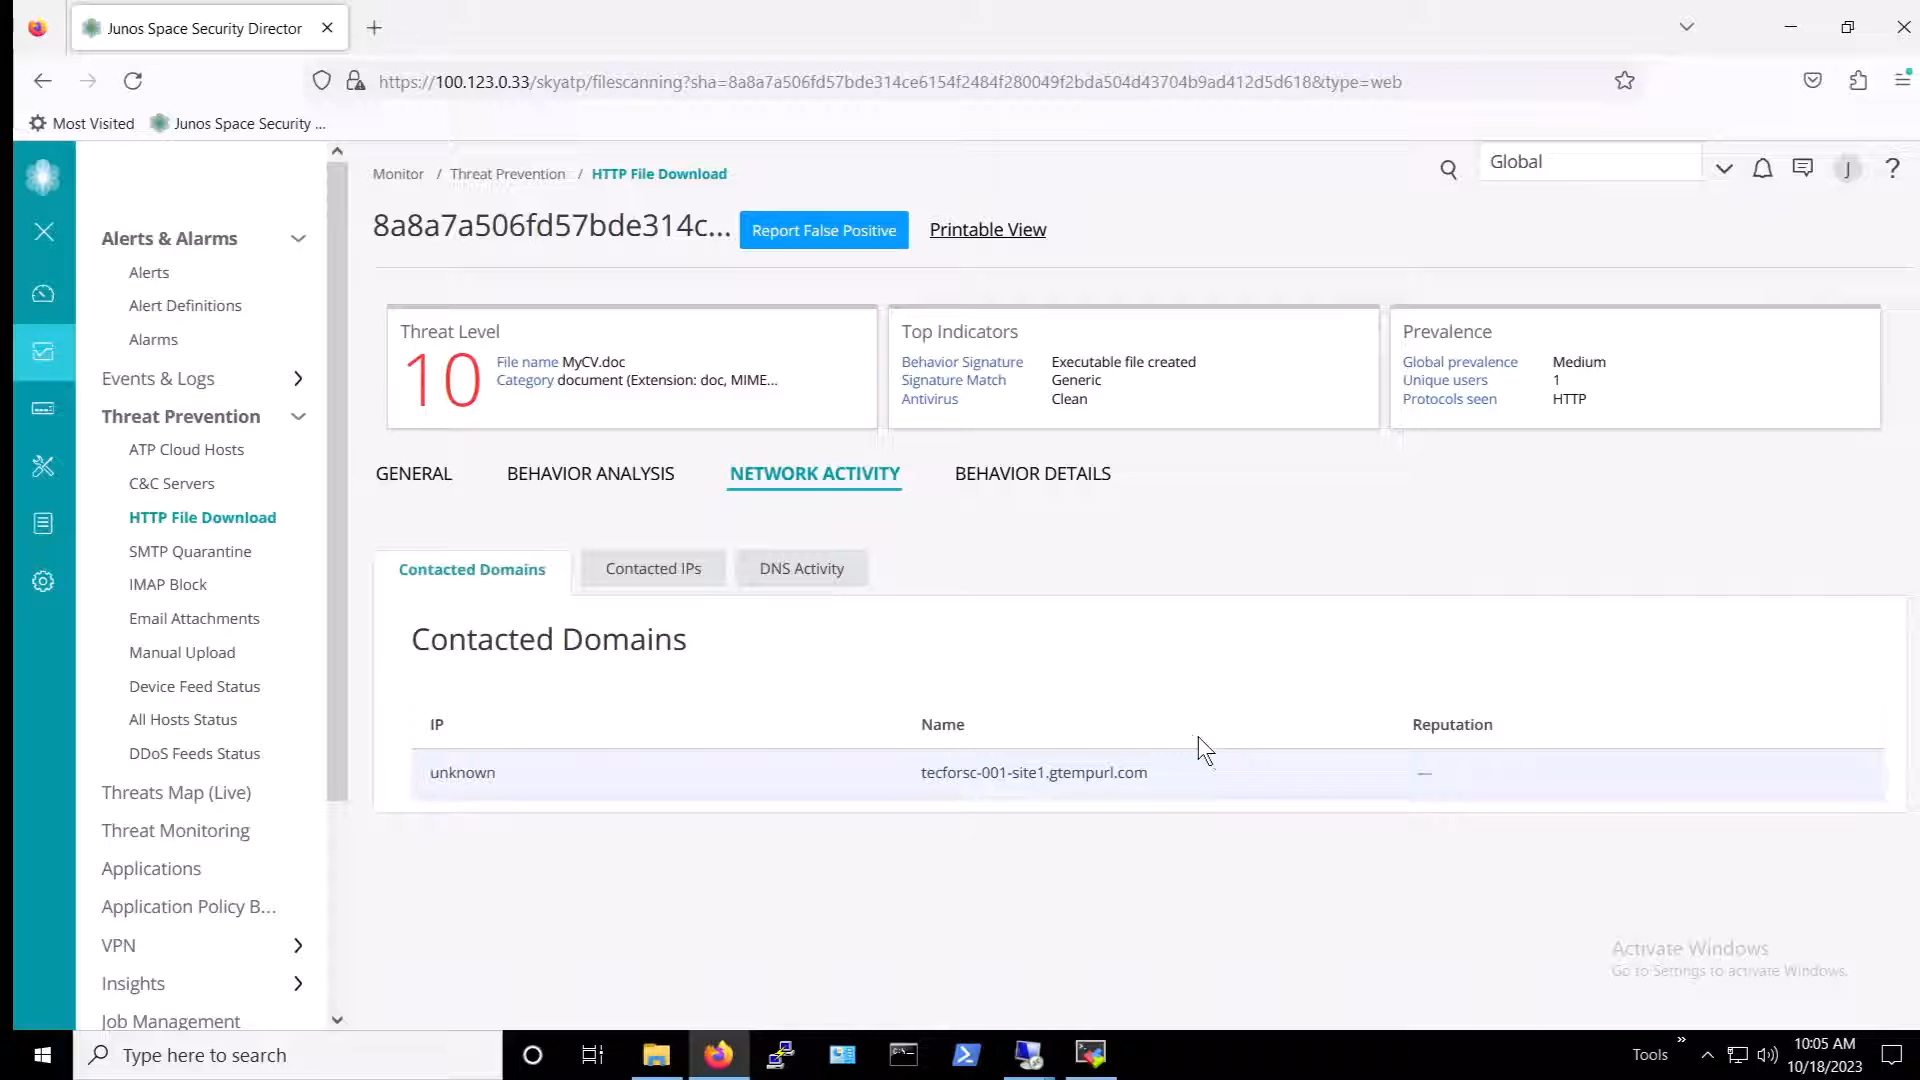 Junos Space Security Director
https://100.123.0.33/skyatp/filescanning?sha=8a8a7a506fd57bde314ce6154f2484f280049f2bda504d43704b9ad412d5d618&type=web
Most Visited
Junos Space Security ...
Alerts & Alarms
Alerts
Alert Definitions
Alarms
Events & Logs
Threat Prevention
ATP Cloud Hosts
C&C Servers
HTTP File Download
SMTP Quarantine
IMAP Block
Email Attachments
Manual Upload
Device Feed Status
All Hosts Status
DDoS Feeds Status
Threats Map (Live)
Threat Monitoring
Applications
Application Policy B...
VPN
Insights
Job Management
Monitor / Threat Prevention / HTTP File Download
Global
J
?
8a8a7a506fd57bde314c...
Report False Positive
Printable View
Threat Level
10
File name MyCV.doc
Category document (Extension: doc, MIME...
Top Indicators
Behavior Signature Executable file created
Signature Match Generic
Antivirus Clean
Prevalence
Global prevalence Medium
Unique users 1
Protocols seen HTTP
GENERAL
BEHAVIOR ANALYSIS
NETWORK ACTIVITY
BEHAVIOR DETAILS
Contacted Domains
Contacted IPs
DNS Activity
Contacted Domains
IP Name Reputation
unknown tecforsc-001-site1.gtempurl.com —
Activate Windows
Go to Settings to activate Windows.
Type here to search
Tools
10:05 AM
10/18/2023